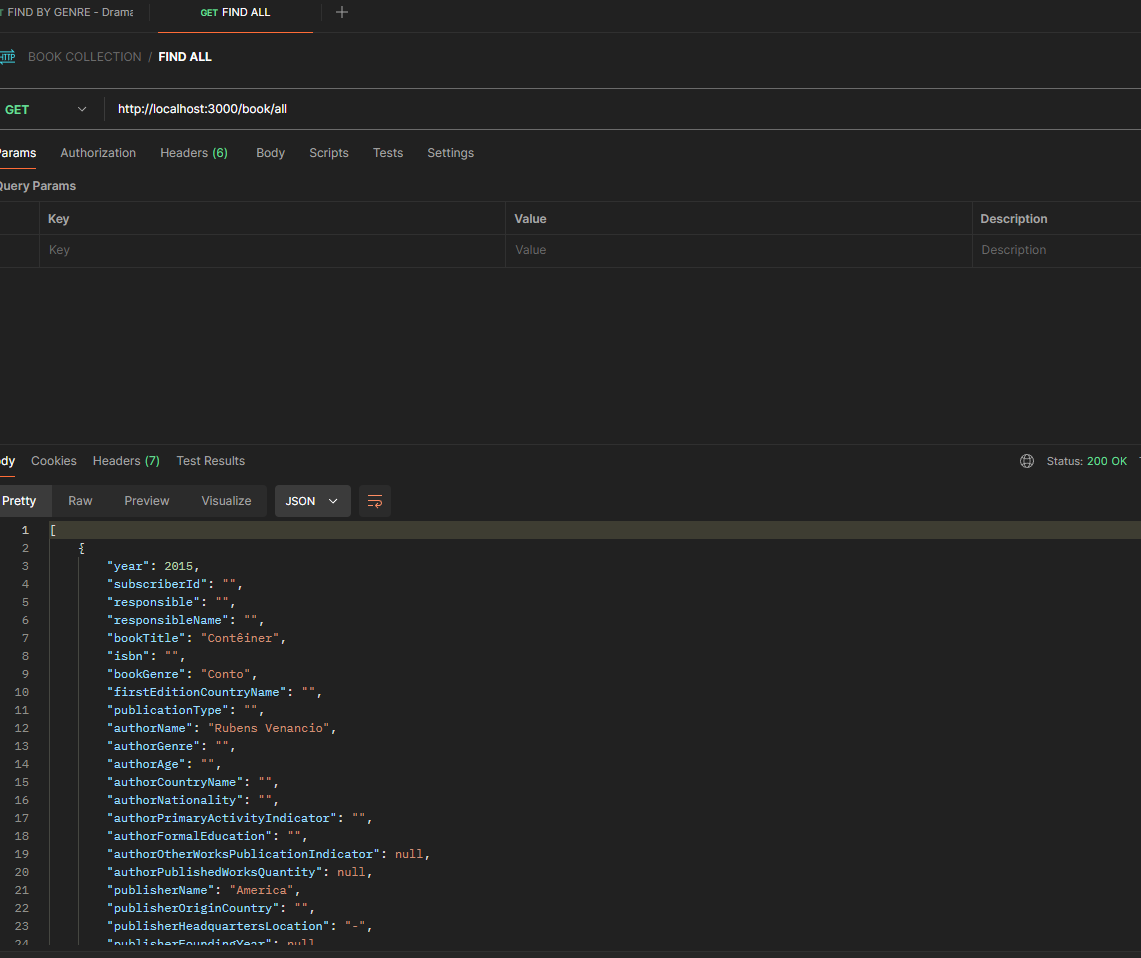 FIND BY GENRE - Drama
GET FIND ALL
HTTP BOOK COLLECTION / FIND ALL
GET http://localhost:3000/book/all
Params Authorization Headers (6) Body Scripts Tests Settings
Query Params
Key Value Description
Key Value Description
Cookies Headers (7) Test Results Status: 200 OK
Pretty Raw Preview Visualize JSON
1 [
2 {
3 "year": 2015,
4 "subscriberId": "",
5 "responsible": "",
6 "responsibleName": "",
7 "bookTitle": "Contêiner",
8 "isbn": "",
9 "bookGenre": "Conto",
10 "firstEditionCountryName": "",
11 "publicationType": "",
12 "authorName": "Rubens Venancio",
13 "authorGenre": "",
14 "authorAge": "",
15 "authorCountryName": "",
16 "authorNationality": "",
17 "authorPrimaryActivityIndicator": "",
18 "authorFormalEducation": "",
19 "authorOtherWorksPublicationIndicator": null,
20 "authorPublishedWorksQuantity": null,
21 "publisherName": "America",
22 "publisherOriginCountry": "",
23 "publisherHeadquartersLocation": "-",
24 "publisherFoundingYear": null